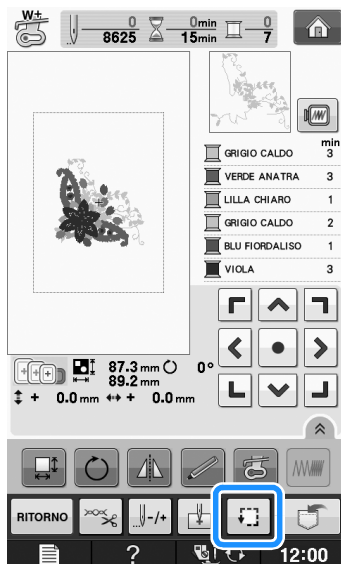 W+
0 0min 0
8625 15min 7
min
GRIGIO CALDO 3
VERDE ANATRA 3
LILLA CHIARO 1
GRIGIO CALDO 2
BLU FIORDALISO 1
VIOLA 3
87.3 mm 0°
89.2 mm
+ 0.0 mm + 0.0 mm
RITORNO -/+
? 12:00